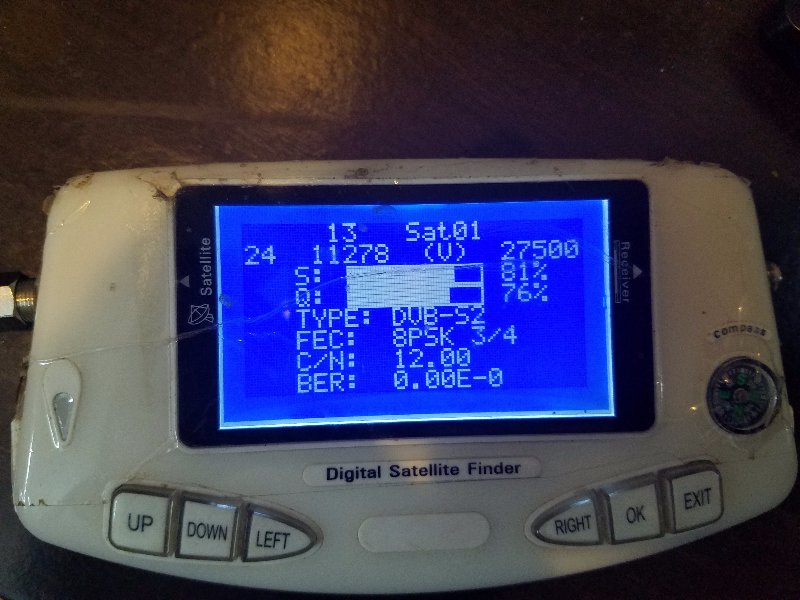 13 Sat01
24 11278 (V) 27500
S: 81%
Q: 76%
TYPE: DVB-S2
FEC: 8PSK 3/4
C/N: 12.00
BER: 0.00E-0
Satellite
Receiver
compass
Digital Satellite Finder
UP DOWN LEFT RIGHT OK EXIT